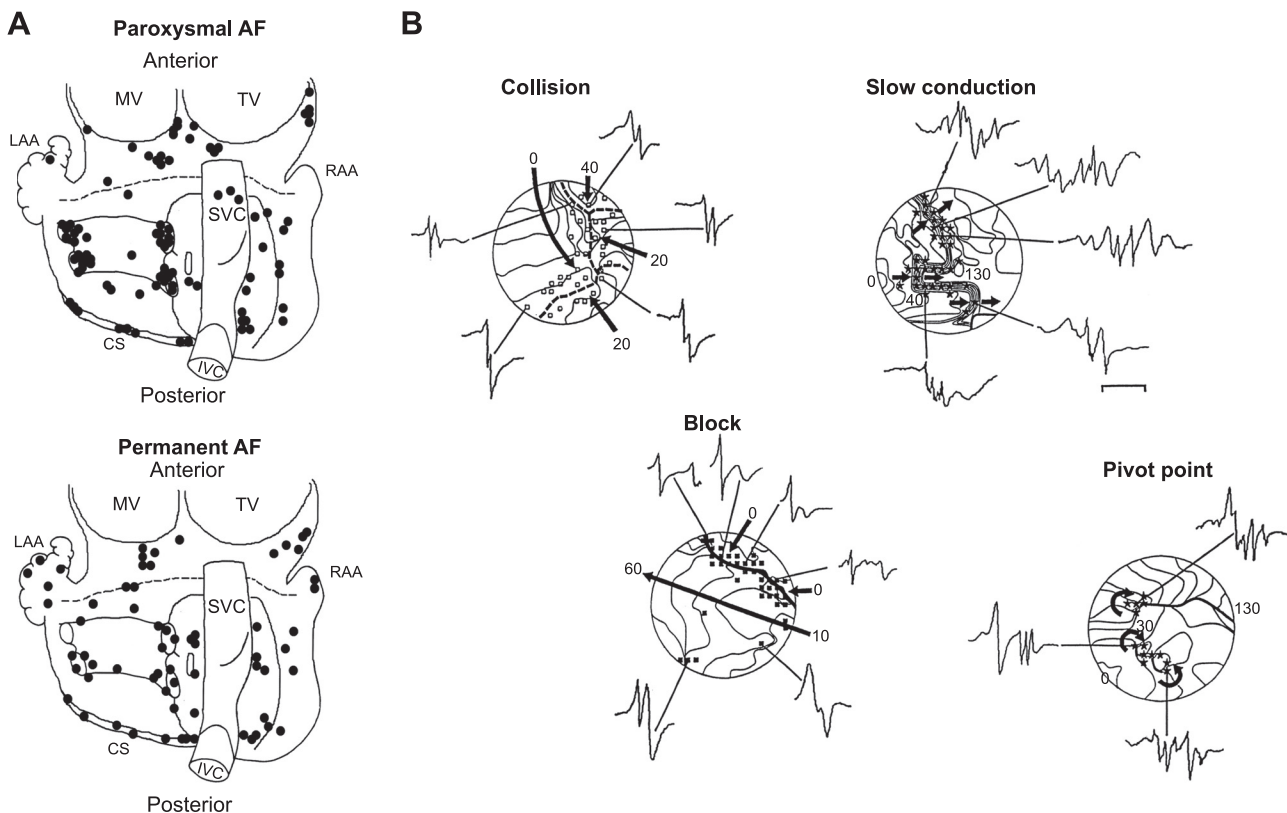 A
Paroxysmal AF
Anterior
MV
TV
LAA
RAA
SVC
CS
IVC
Posterior
Permanent AF
Anterior
MV
TV
LAA
RAA
SVC
CS
IVC
Posterior
B
Collision
0
40
20
20
Slow conduction
0
130
40
Block
0
60
0
10
Pivot point
130
30
0